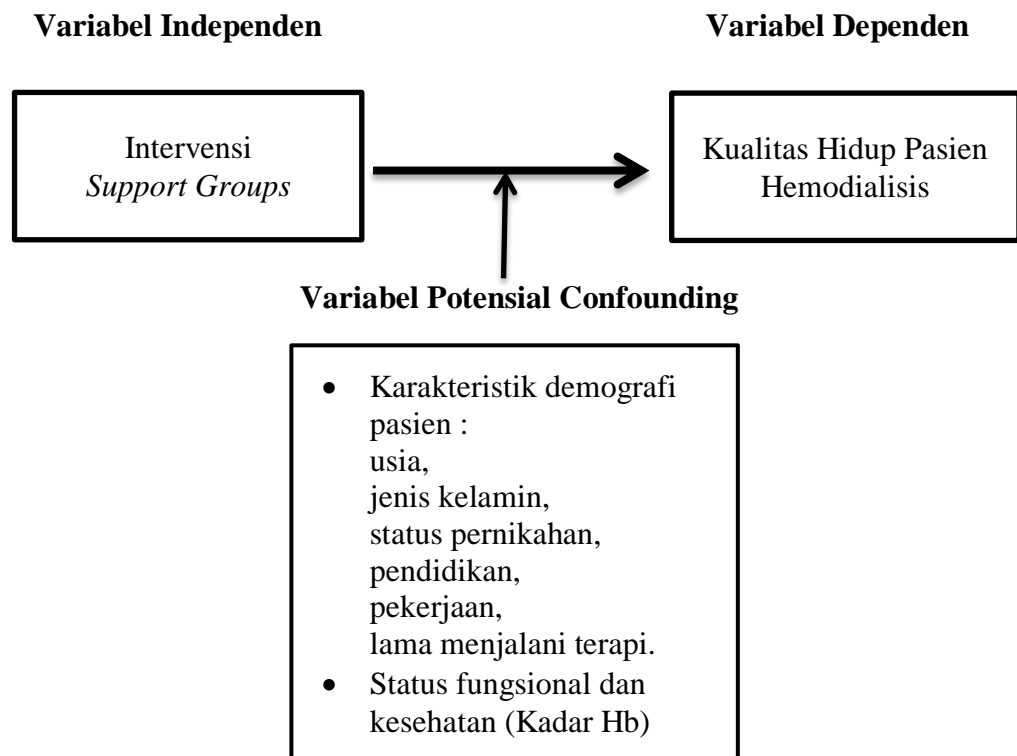 Variabel Independen
Variabel Dependen
Intervensi
Support Groups
Kualitas Hidup Pasien
Hemodialisis
Variabel Potensial Confounding
• Karakteristik demografi
pasien :
usia,
jenis kelamin,
status pernikahan,
pendidikan,
pekerjaan,
lama menjalani terapi.
• Status fungsional dan
kesehatan (Kadar Hb)